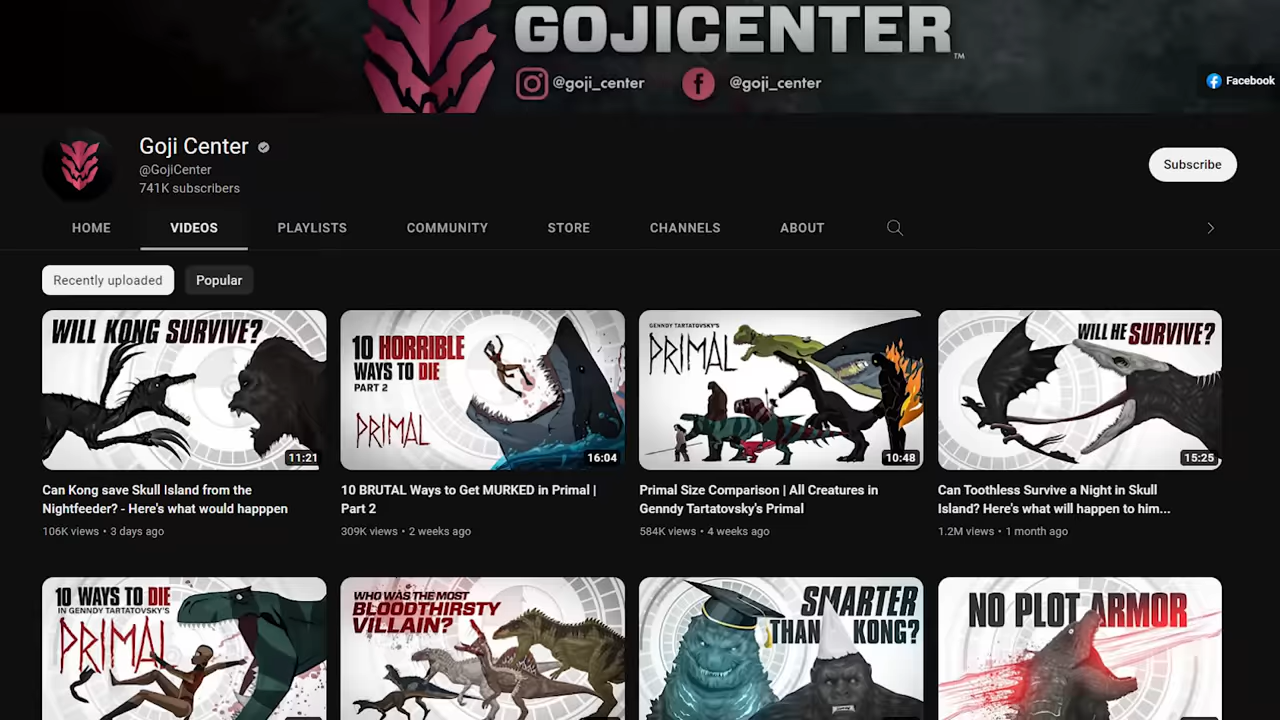 GOJICENTER
TM
@goji_center
@goji_center
Facebook
Goji Center
@GojiCenter
741K subscribers
Subscribe
HOME
VIDEOS
PLAYLISTS
COMMUNITY
STORE
CHANNELS
ABOUT
Recently uploaded
Popular
WILL KONG SURVIVE?
11:21
10 HORRIBLE
WAYS TO DIE
PART 2
PRIMAL
16:04
GENNDY TARTATOVSKY'S
PRIMAL
10:48
WILL HE SURVIVE?
15:25
Can Kong save Skull Island from the
Nightfeeder? - Here's what would happpen
106K views • 3 days ago
10 BRUTAL Ways to Get MURKED in Primal |
Part 2
309K views • 2 weeks ago
Primal Size Comparison | All Creatures in
Genndy Tartatovsky's Primal
584K views • 4 weeks ago
Can Toothless Survive a Night in Skull
Island? Here's what will happen to him...
1.2M views • 1 month ago
10 WAYS TO DIE
IN GENNDY TARTATOVSKY'S
PRIMAL
WHO WAS THE MOST
BLOODTHIRSTY
VILLAIN?
SMARTER
THAN KONG?
NO PLOT ARMOR